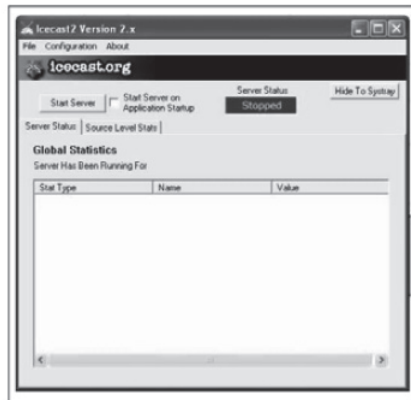 Icecast2 Version 2.x
File Configuration About
icecast.org
Start Server
Start Server on
Application Startup
Server Status
Stopped
Hide To Systray
Server Status
Source Level Stats
Global Statistics
Server Has Been Running For
Stat Type
Name
Value